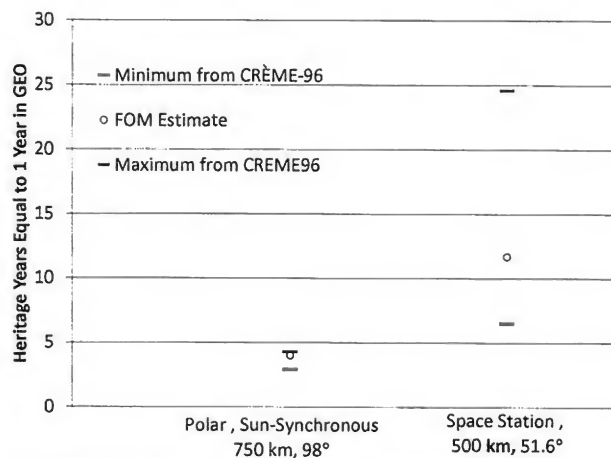 Heritage Years Equal to 1 Year in GEO
30
25
20
15
10
5
0
Minimum from CRÈME-96
FOM Estimate
Maximum from CREME96
Polar , Sun-Synchronous
750 km, 98°
Space Station ,
500 km, 51.6°